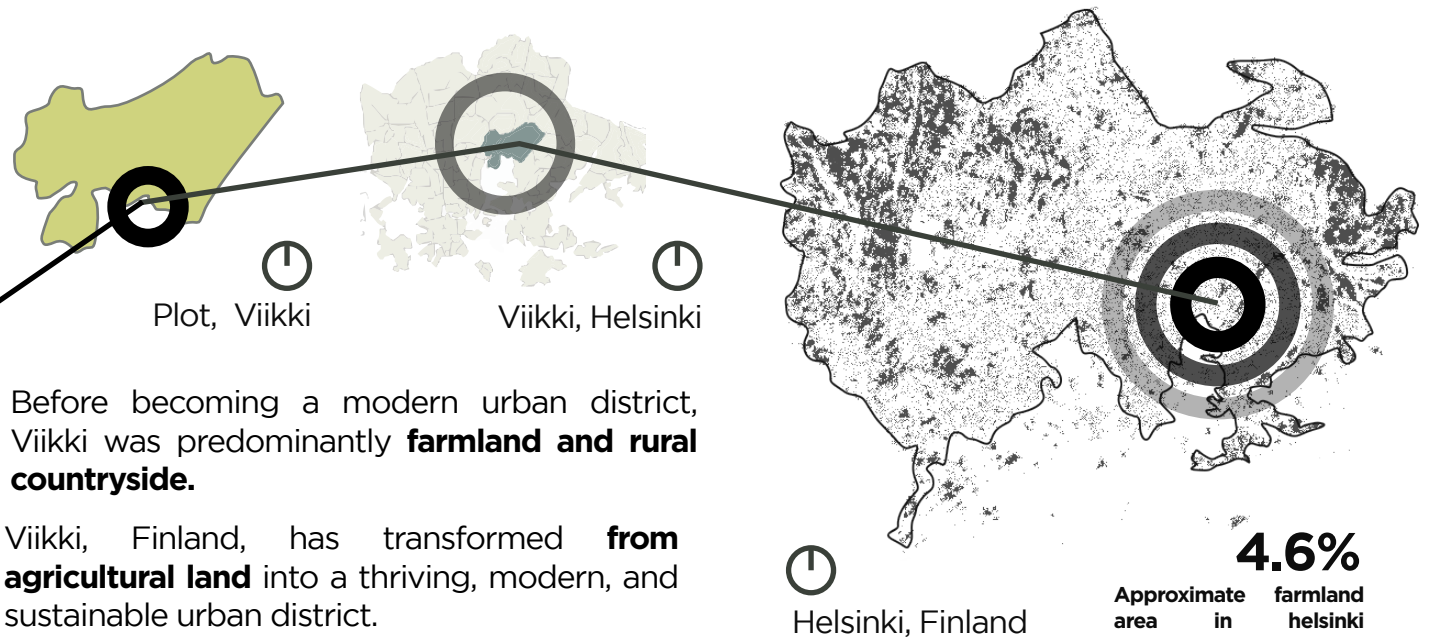 Plot, Viikki
Viikki, Helsinki
Before becoming a modern urban district,
Viikki was predominantly farmland and rural
countryside.
Viikki, Finland, has transformed from
agricultural land into a thriving, modern, and
sustainable urban district.
Helsinki, Finland
4.6%
Approximate farmland
area in helsinki